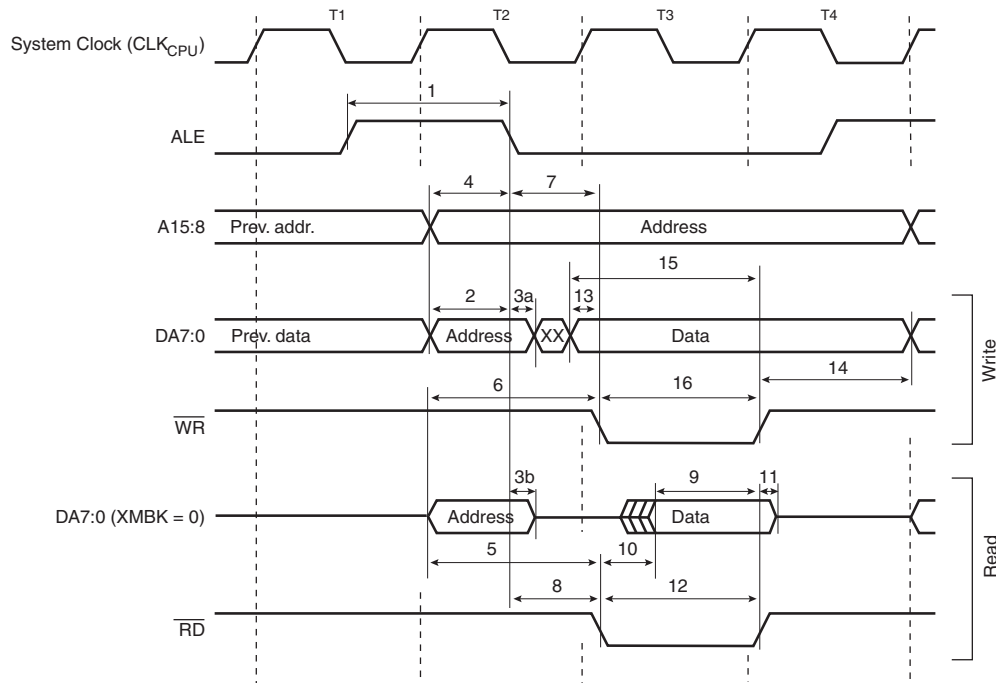 T1 T2 T3 T4
System Clock (CLKCPU)
1
ALE
4 7
A15:8 Prev. addr. Address
15
2 3a 13
DA7:0 Prev. data Address XX Data
14
6 16
WR
Write
3b 9 11
DA7:0 (XMBK = 0) Address Data
5 10
8 12
RD
Read